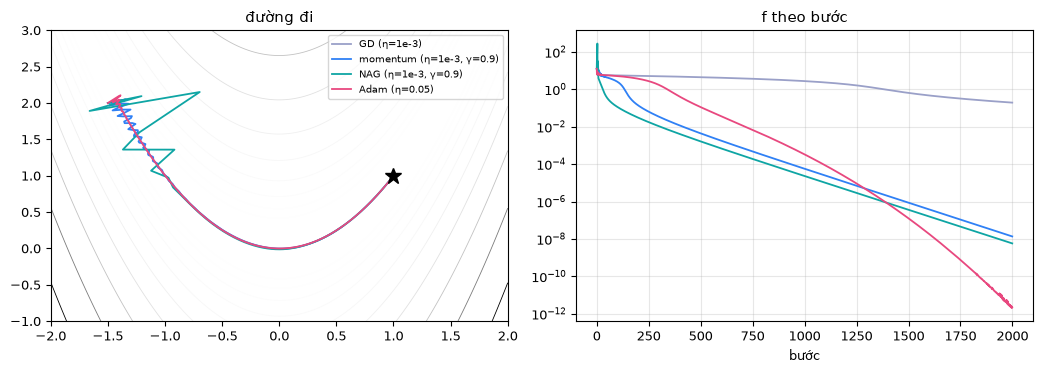 đường đi
3.0
2.5
2.0
1.5
1.0
0.5
0.0
−0.5
−1.0
−2.0 −1.5 −1.0 −0.5 0.0 0.5 1.0 1.5 2.0
GD (η=1e-3)
momentum (η=1e-3, γ=0.9)
NAG (η=1e-3, γ=0.9)
Adam (η=0.05)
f theo bước
10²
10⁰
10⁻²
10⁻⁴
10⁻⁶
10⁻⁸
10⁻¹⁰
10⁻¹²
0 250 500 750 1000 1250 1500 1750 2000
bước